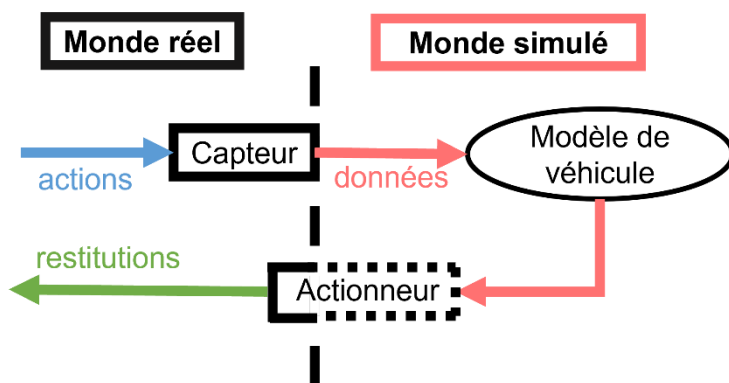 Monde réel
Monde simulé
Capteur
Modèle de
véhicule
actions
données
restitutions
Actionneur